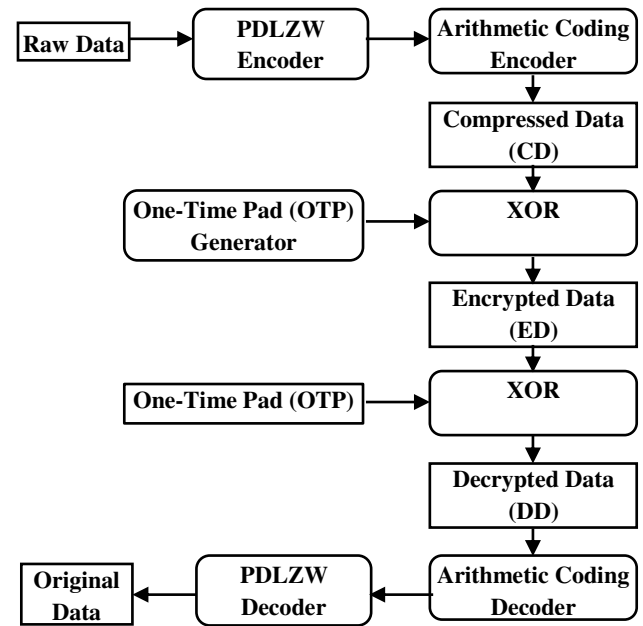 Raw Data
PDLZW
Encoder
Arithmetic Coding
Encoder
Compressed Data
(CD)
One-Time Pad (OTP)
Generator
XOR
Encrypted Data
(ED)
One-Time Pad (OTP)
XOR
Decrypted Data
(DD)
Original
Data
PDLZW
Decoder
Arithmetic Coding
Decoder